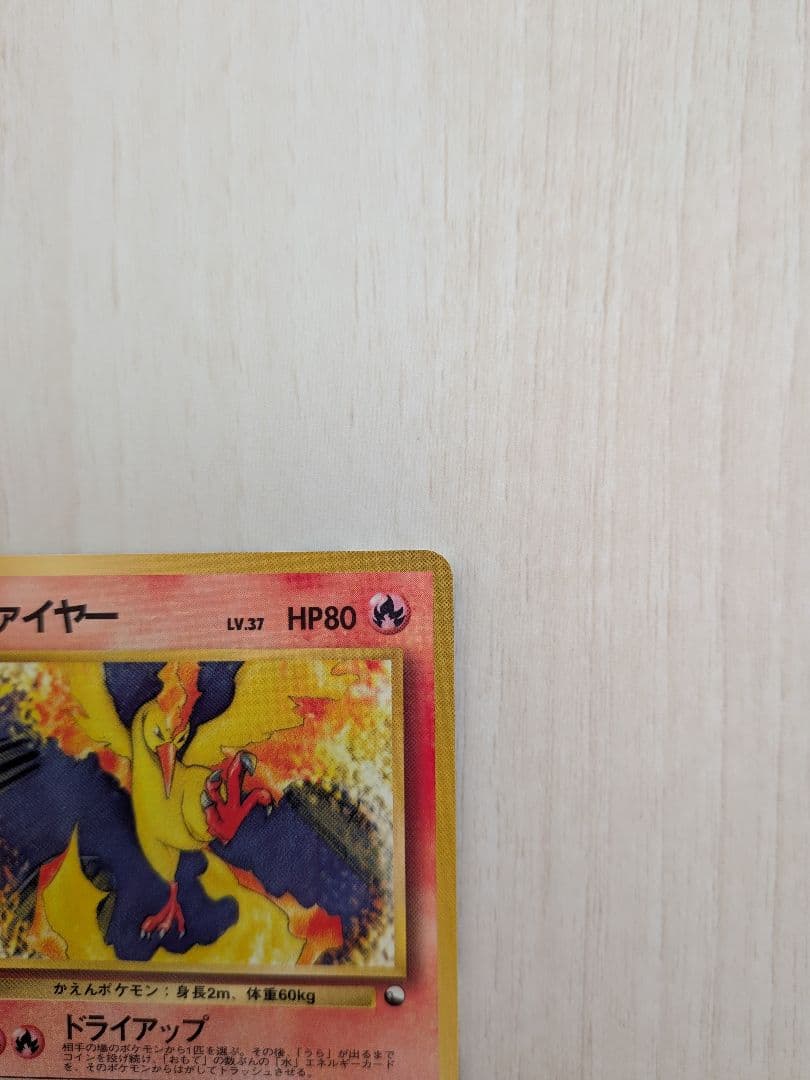 ァイヤー LV.37 HP80
かえんポケモン:身長2m、体重60kg
ドライアップ
相手の場のポケモンから1匹を選ぶ。その後、「うら」が出るまで
コインを投げ続け、「おもて」の数ぶんの「水」エネルギーカード
を、そのポケモンからはがしてトラッシュさせる。